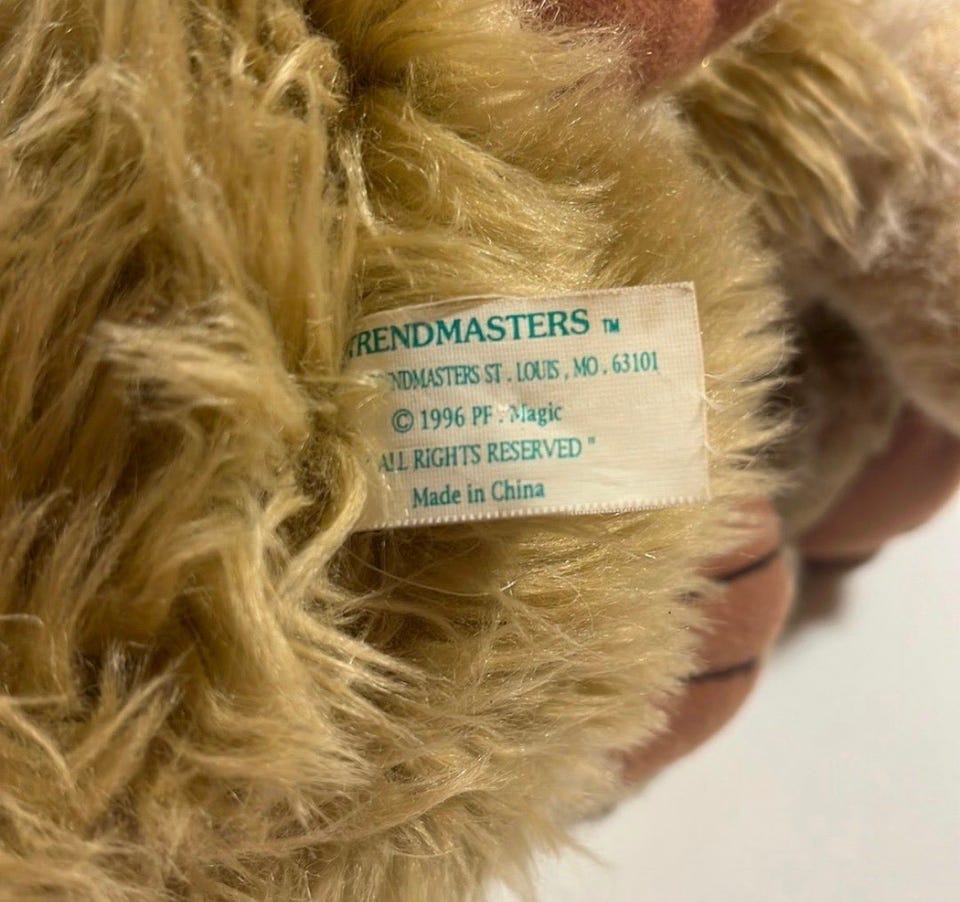 TRENDMASTERS TM
NDMASTERS ST. LOUIS, MO. 63101
© 1996 PF. Magic
ALL RiGHTS RESERVED "
Made in China